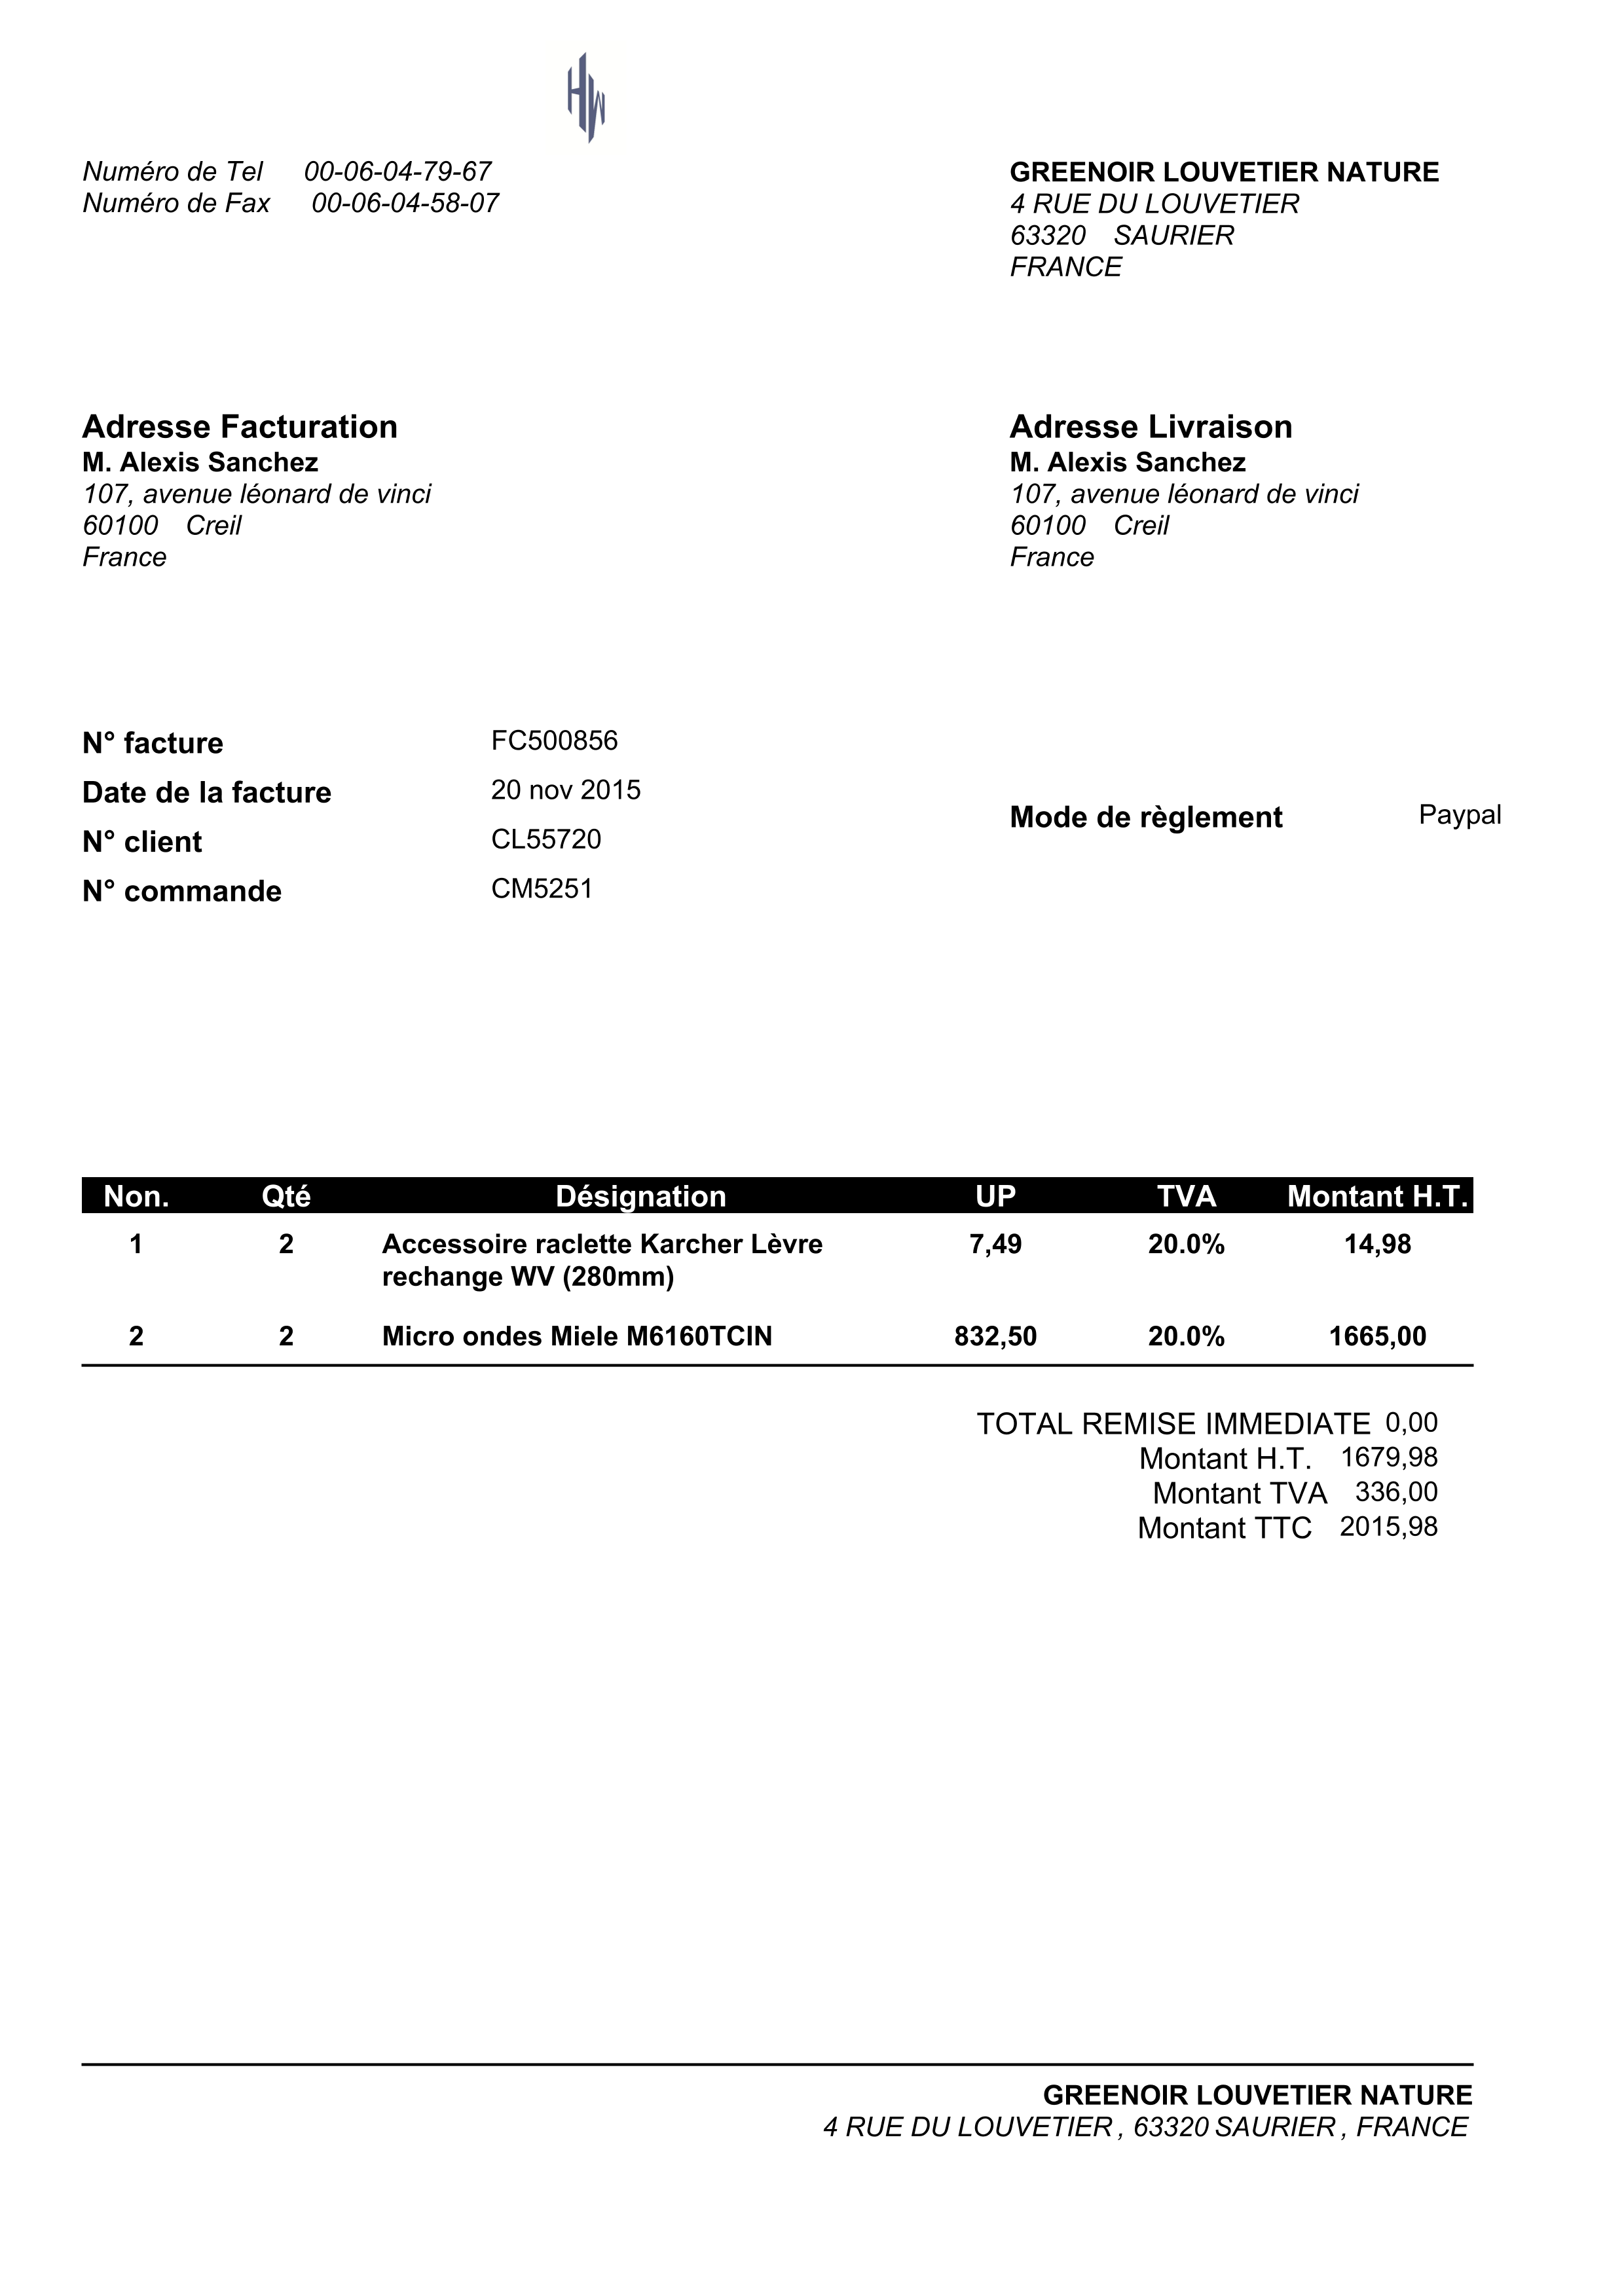 HW
Numéro de Tel 00-06-04-79-67
Numéro de Fax 00-06-04-58-07
GREENOIR LOUVETIER NATURE
4 RUE DU LOUVETIER
63320 SAURIER
FRANCE
Adresse Facturation
M. Alexis Sanchez
107, avenue léonard de vinci
60100 Creil
France
Adresse Livraison
M. Alexis Sanchez
107, avenue léonard de vinci
60100 Creil
France
N° facture FC500856
Date de la facture 20 nov 2015
N° client CL55720
N° commande CM5251
Mode de règlement Paypal
Non. Qté Désignation UP TVA Montant H.T.
1 2 Accessoire raclette Karcher Lèvre 7,49 20.0% 14,98
rechange WV (280mm)
2 2 Micro ondes Miele M6160TCIN 832,50 20.0% 1665,00
TOTAL REMISE IMMEDIATE 0,00
Montant H.T. 1679,98
Montant TVA 336,00
Montant TTC 2015,98
GREENOIR LOUVETIER NATURE
4 RUE DU LOUVETIER , 63320 SAURIER , FRANCE